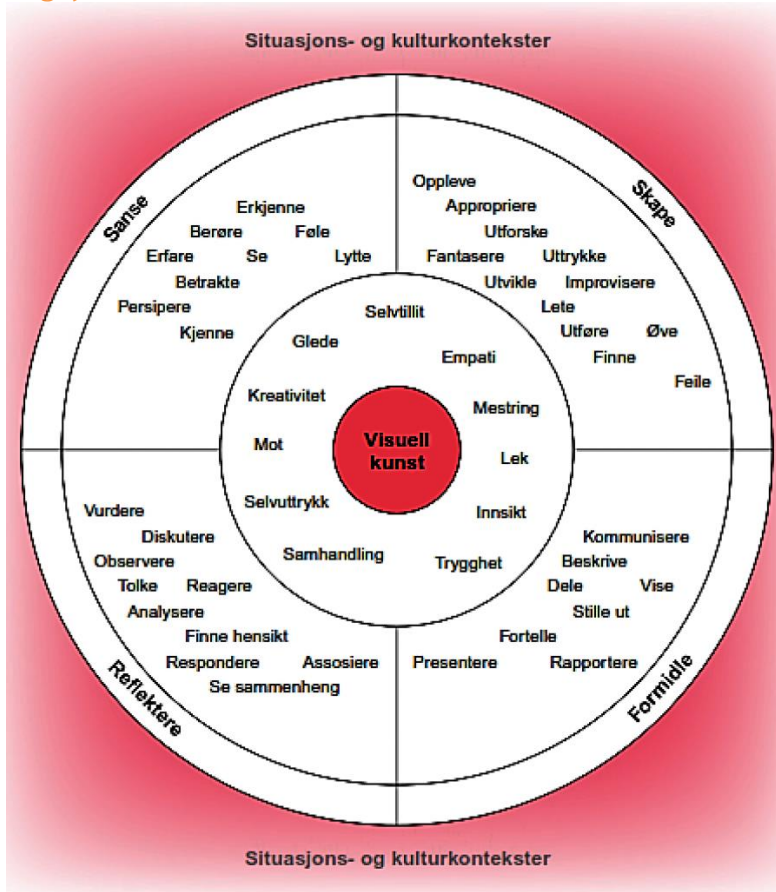 Situasjons- og kulturkontekster
Sanse
Erkjenne
Berøre Føle
Erfare Se Lytte
Betrakte
Persipere
Kjenne
Skape
Oppleve
Appropriere
Utforske
Fantasere Uttrykke
Utvikle Improvisere
Lete
Utføre Øve
Finne
Feile
Selvtillit
Glede
Empati
Kreativitet
Mestring
Mot
Visuell
kunst
Lek
Selvuttrykk
Innsikt
Samhandling
Trygghet
Reflektere
Vurdere
Diskutere
Observere
Tolke Reagere
Analysere
Finne hensikt
Respondere Assosiere
Se sammenheng
Formidle
Kommunisere
Beskrive
Dele Vise
Stille ut
Fortelle
Presentere Rapportere
Situasjons- og kulturkontekster